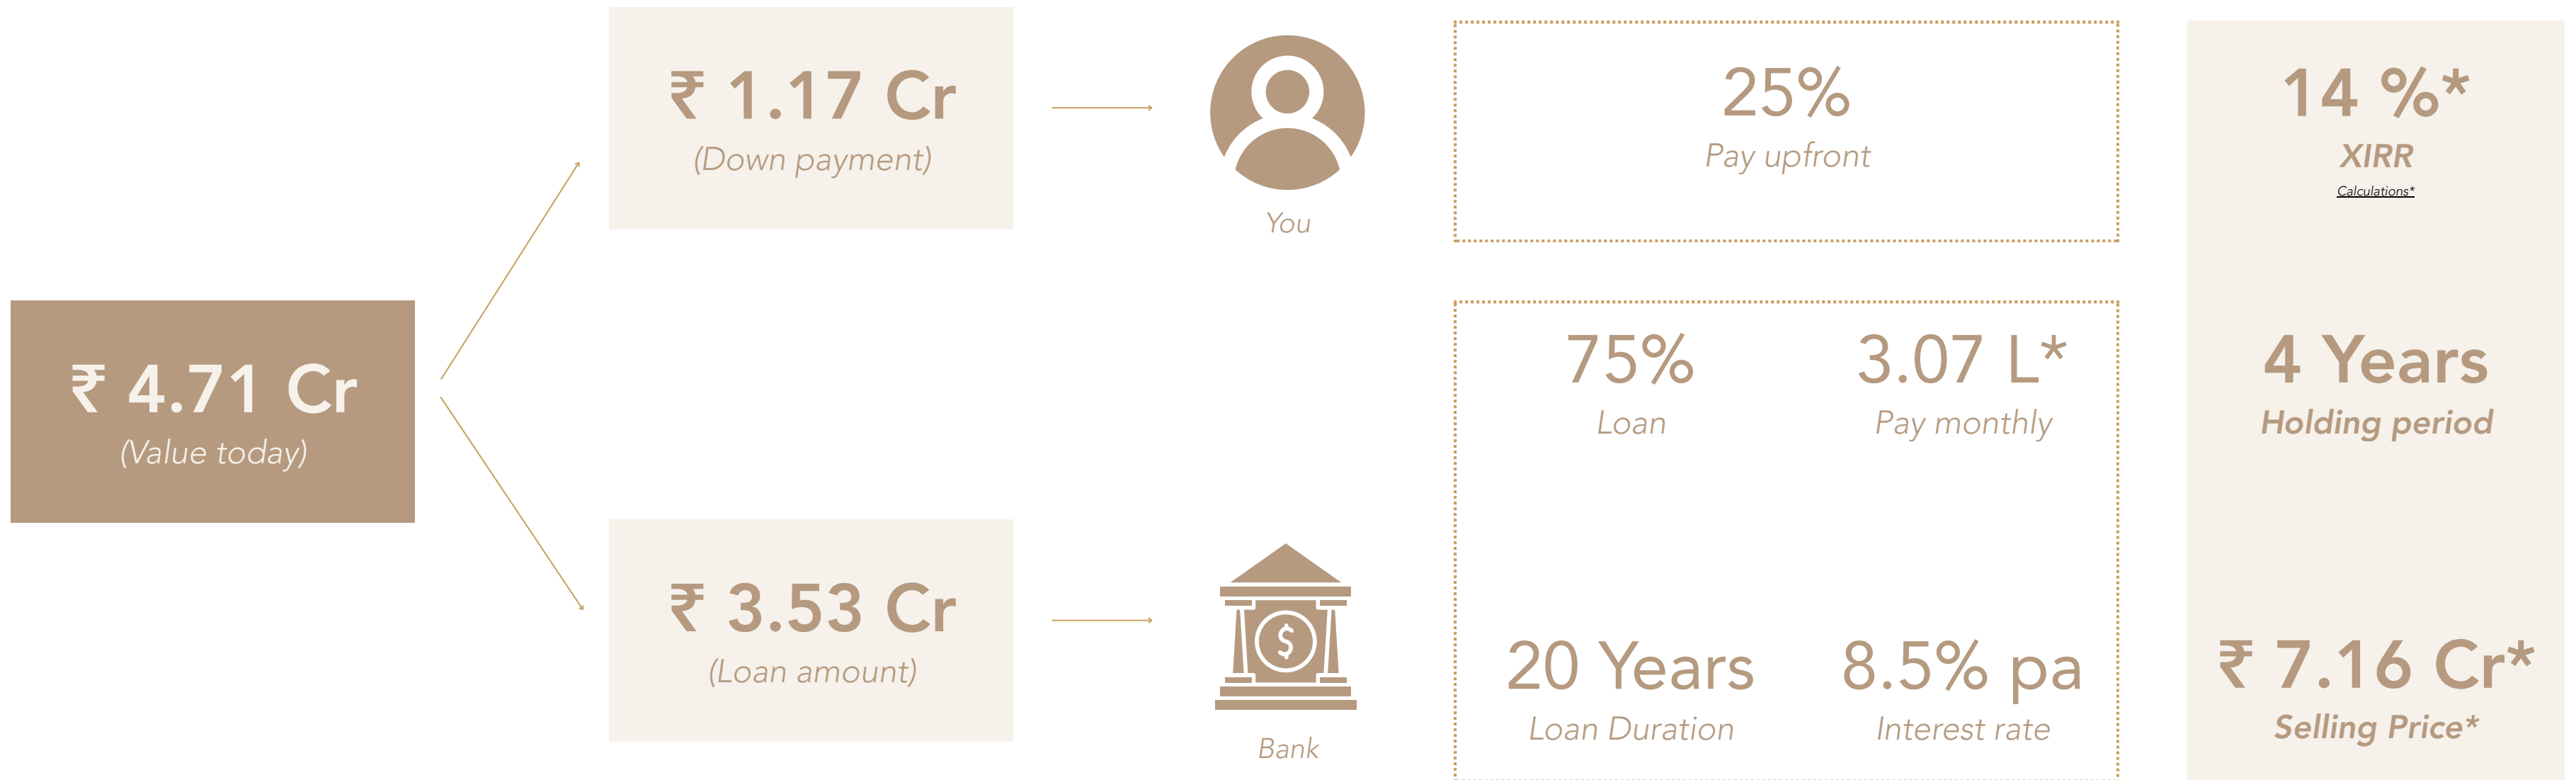 ₹ 4.71 Cr
(Value today)
₹ 1.17 Cr
(Down payment)
You
25%
Pay upfront
₹ 3.53 Cr
(Loan amount)
$
Bank
75%
Loan
3.07 L*
Pay monthly
20 Years
Loan Duration
8.5% pa
Interest rate
14 %*
XIRR
Calculations*
4 Years
Holding period
₹ 7.16 Cr*
Selling Price*